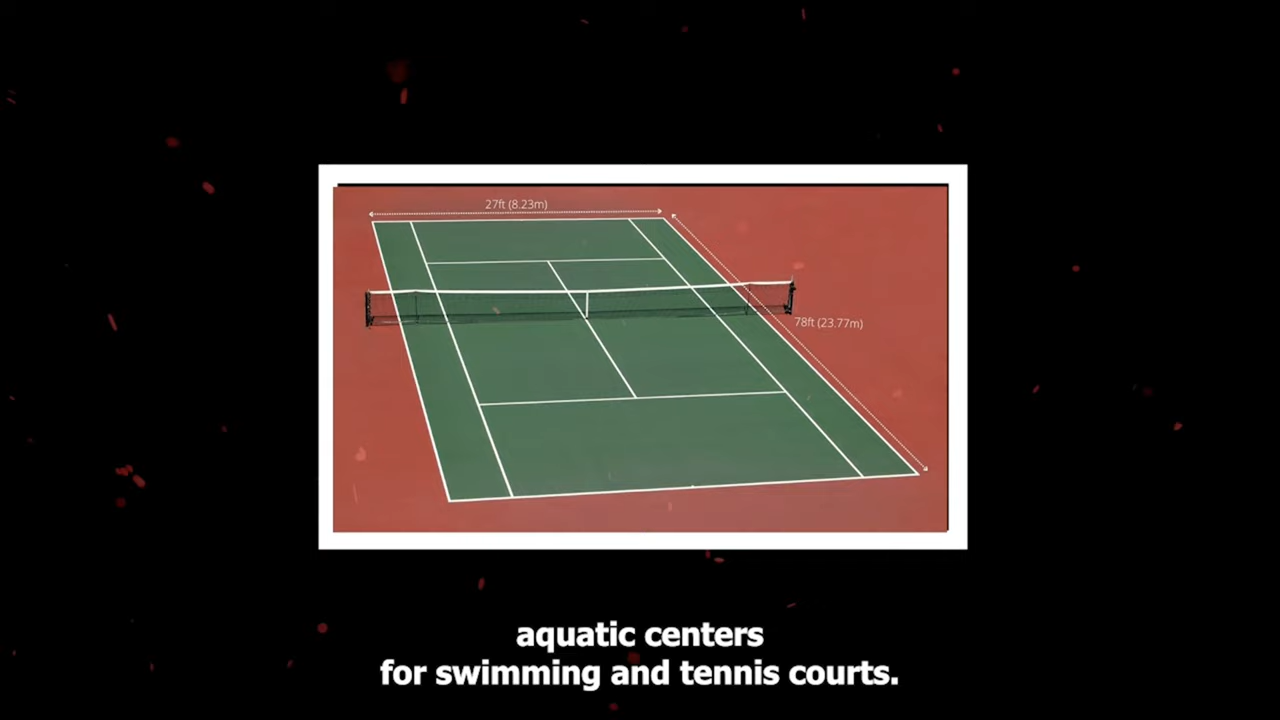 27ft (8.23m)
78ft (23.77m)
aquatic centers
for swimming and tennis courts.